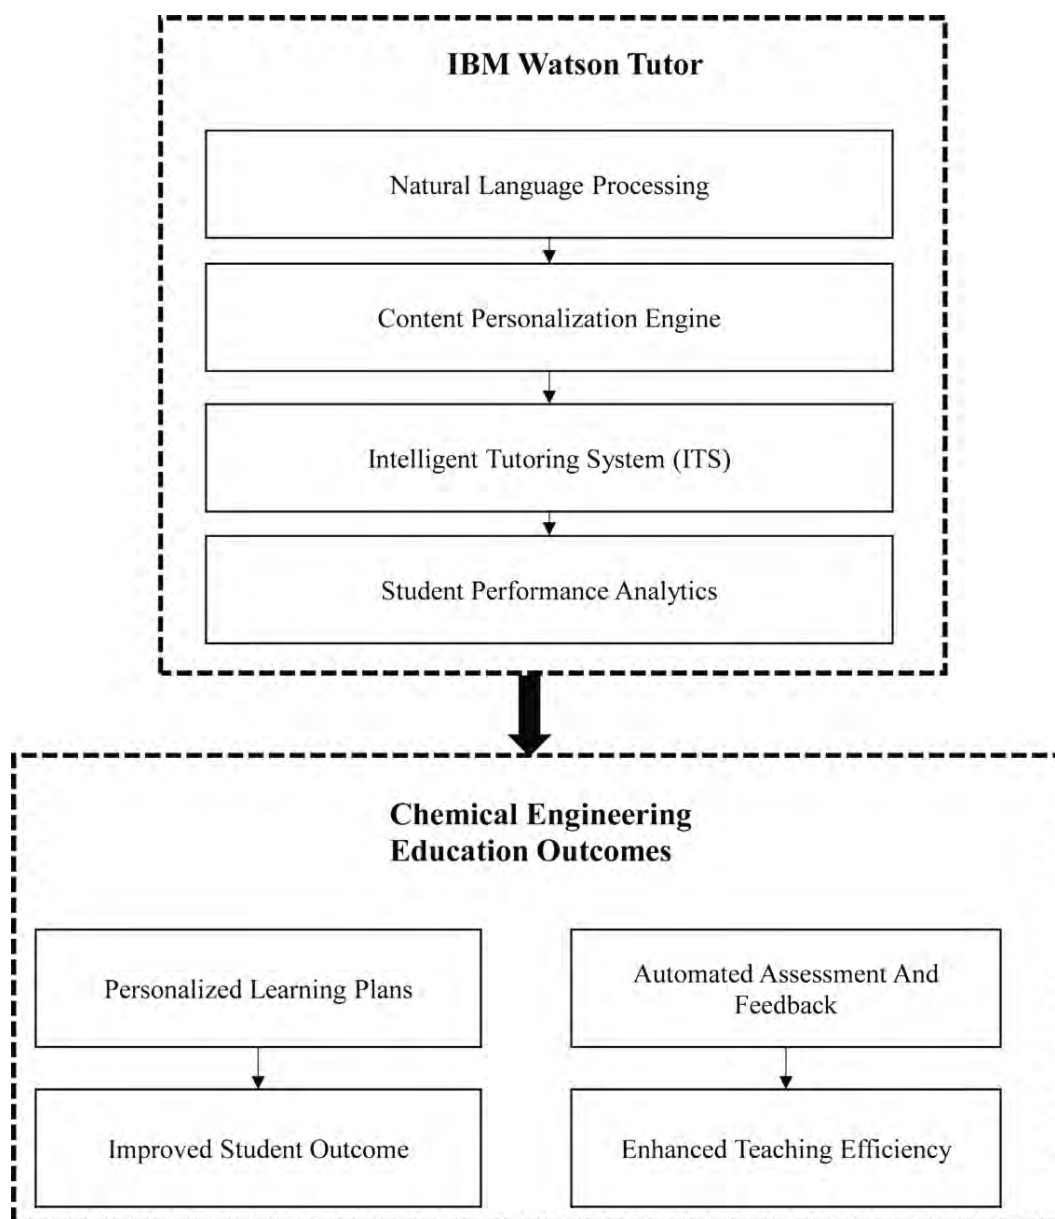 IBM Watson Tutor
Natural Language Processing
Content Personalization Engine
Intelligent Tutoring System (ITS)
Student Performance Analytics
Chemical Engineering
Education Outcomes
Personalized Learning Plans
Improved Student Outcome
Automated Assessment And
Feedback
Enhanced Teaching Efficiency